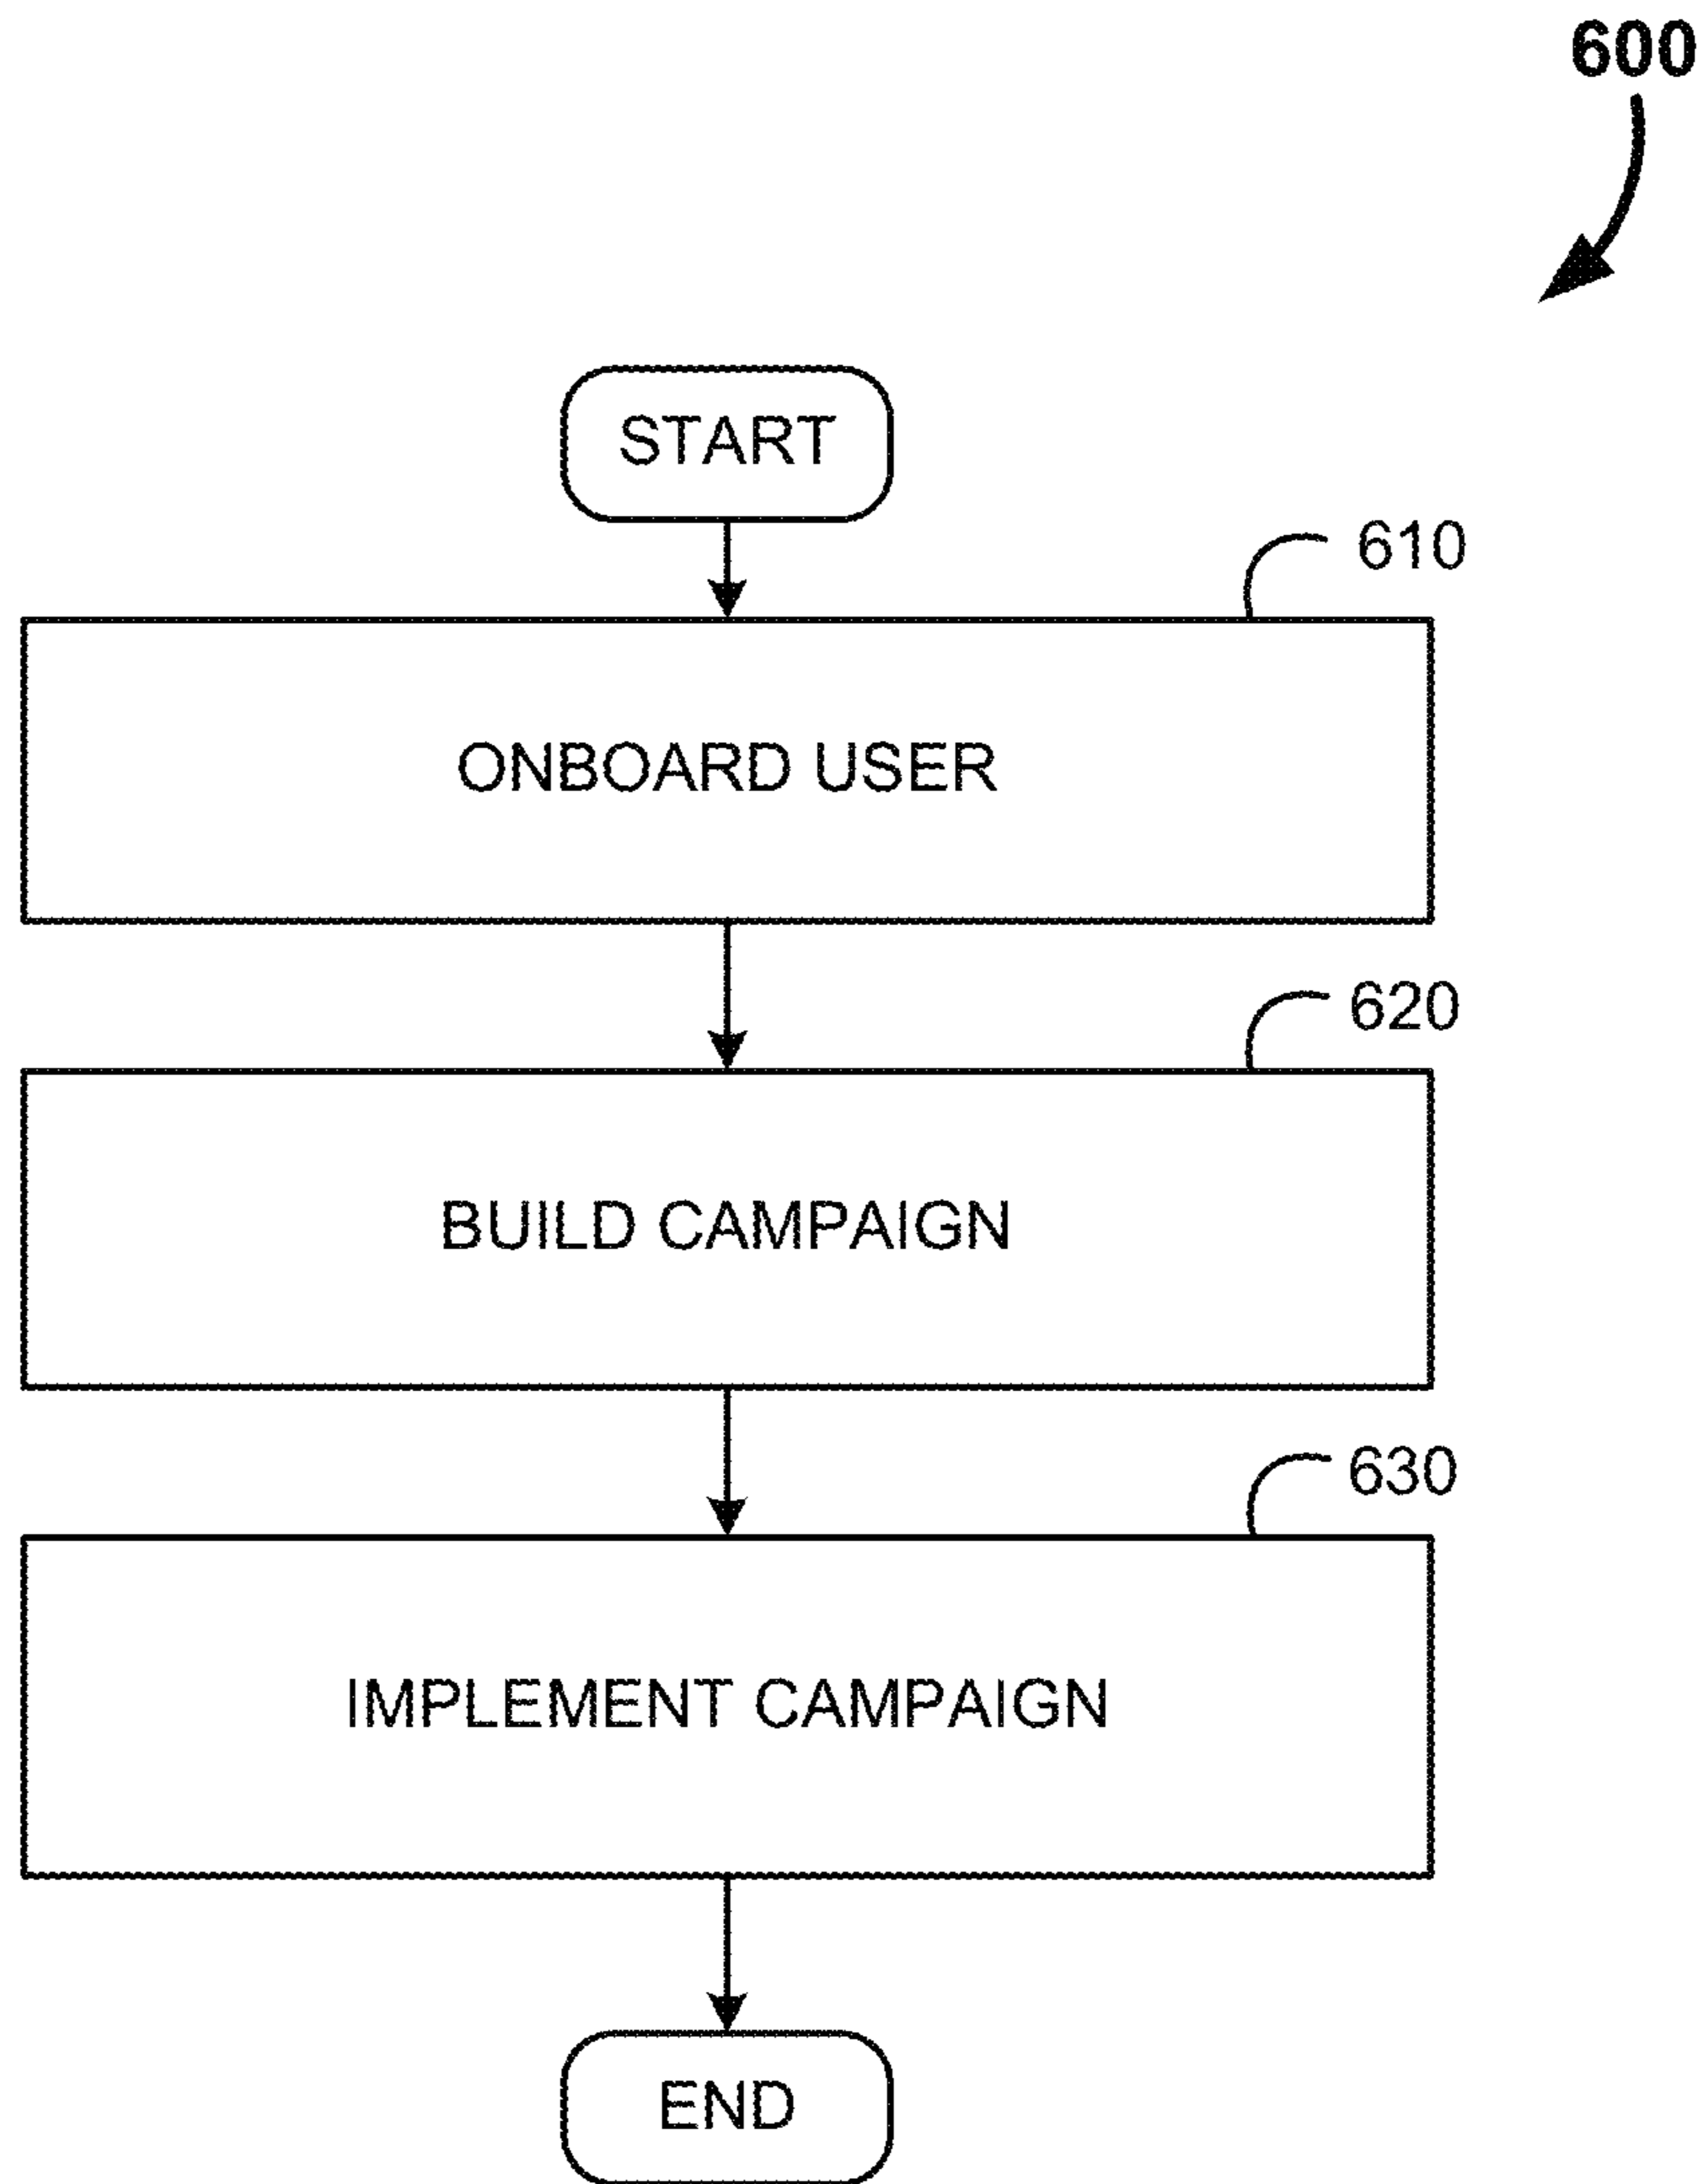 600
START
610
ONBOARD USER
620
BUILD CAMPAIGN
630
IMPLEMENT CAMPAIGN
END